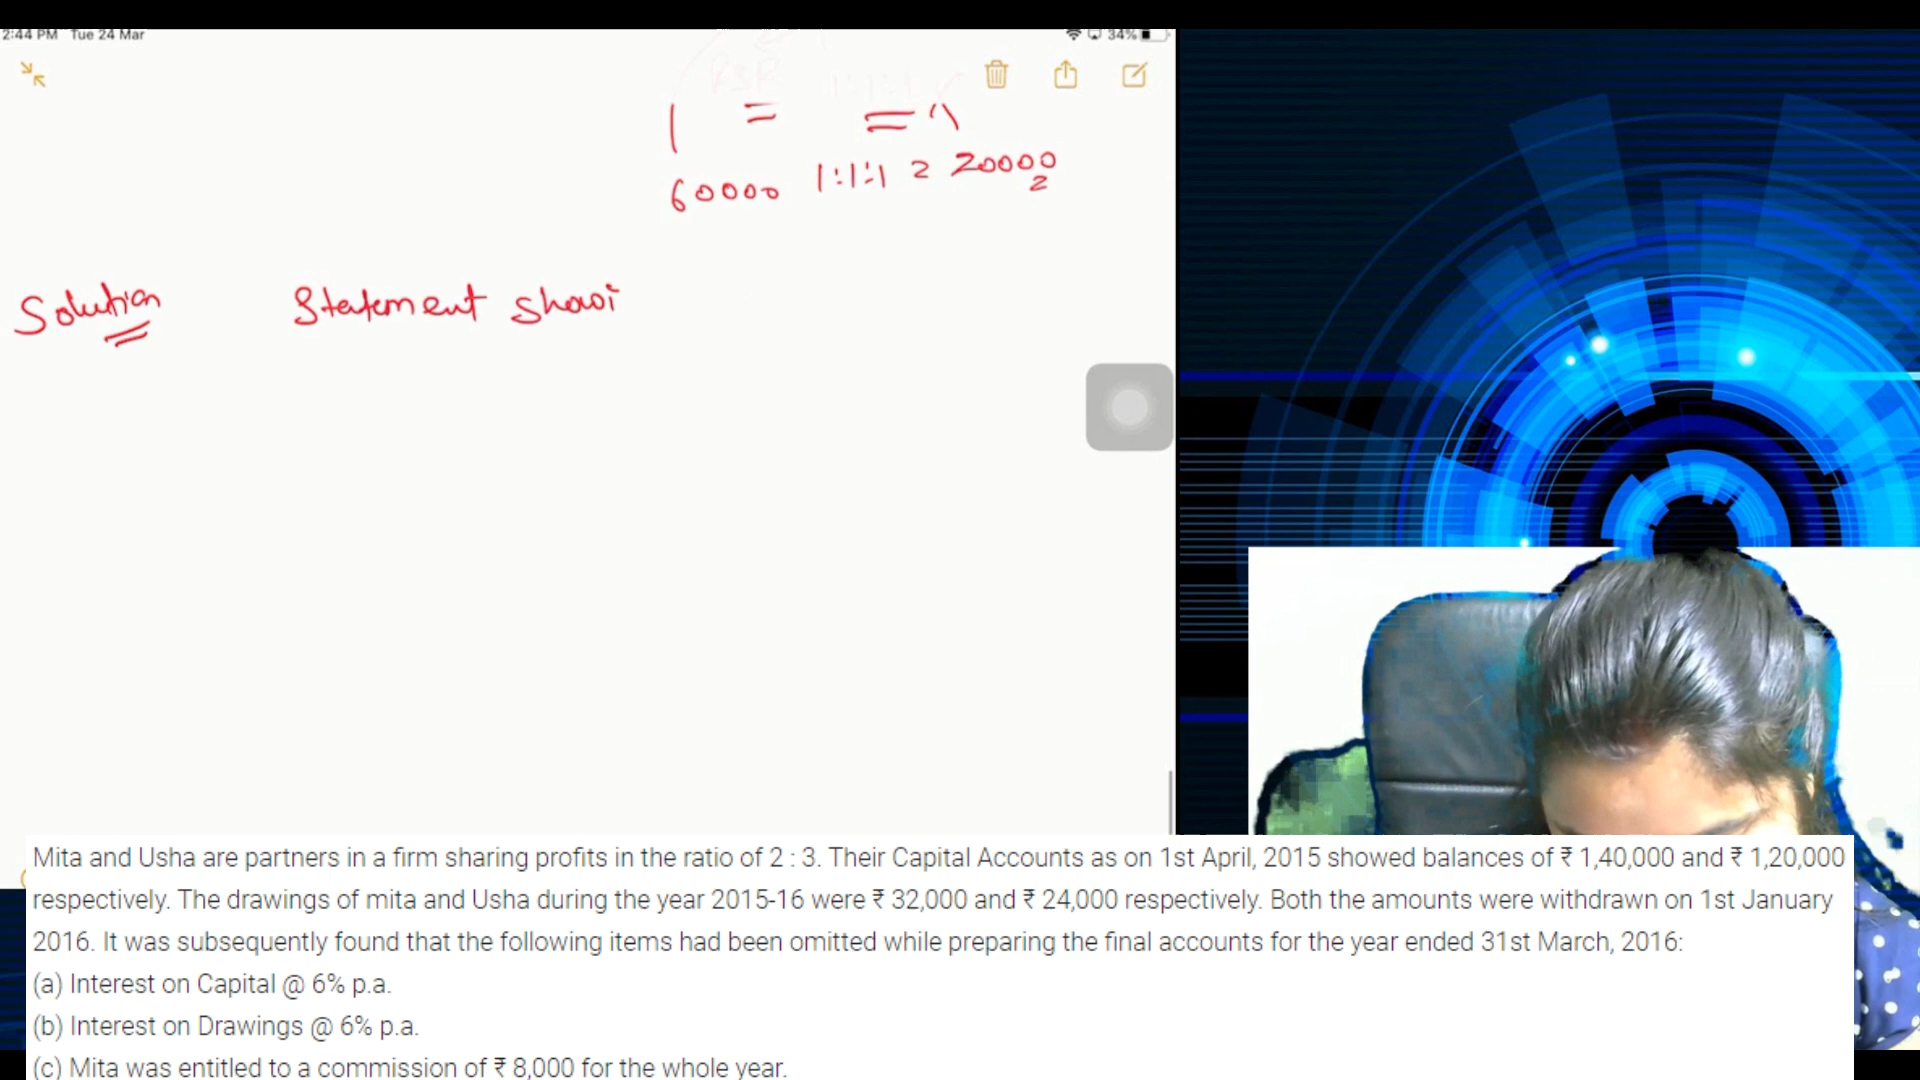 2:44 PM Tue 24 Mar
34%
60000 1:1:1 = 20000
Solution Statement showi
Mita and Usha are partners in a firm sharing profits in the ratio of 2 : 3. Their Capital Accounts as on 1st April, 2015 showed balances of ₹ 1,40,000 and ₹ 1,20,000
respectively. The drawings of mita and Usha during the year 2015-16 were ₹ 32,000 and ₹ 24,000 respectively. Both the amounts were withdrawn on 1st January
2016. It was subsequently found that the following items had been omitted while preparing the final accounts for the year ended 31st March, 2016:
(a) Interest on Capital @ 6% p.a.
(b) Interest on Drawings @ 6% p.a.
(c) Mita was entitled to a commission of ₹ 8,000 for the whole year.